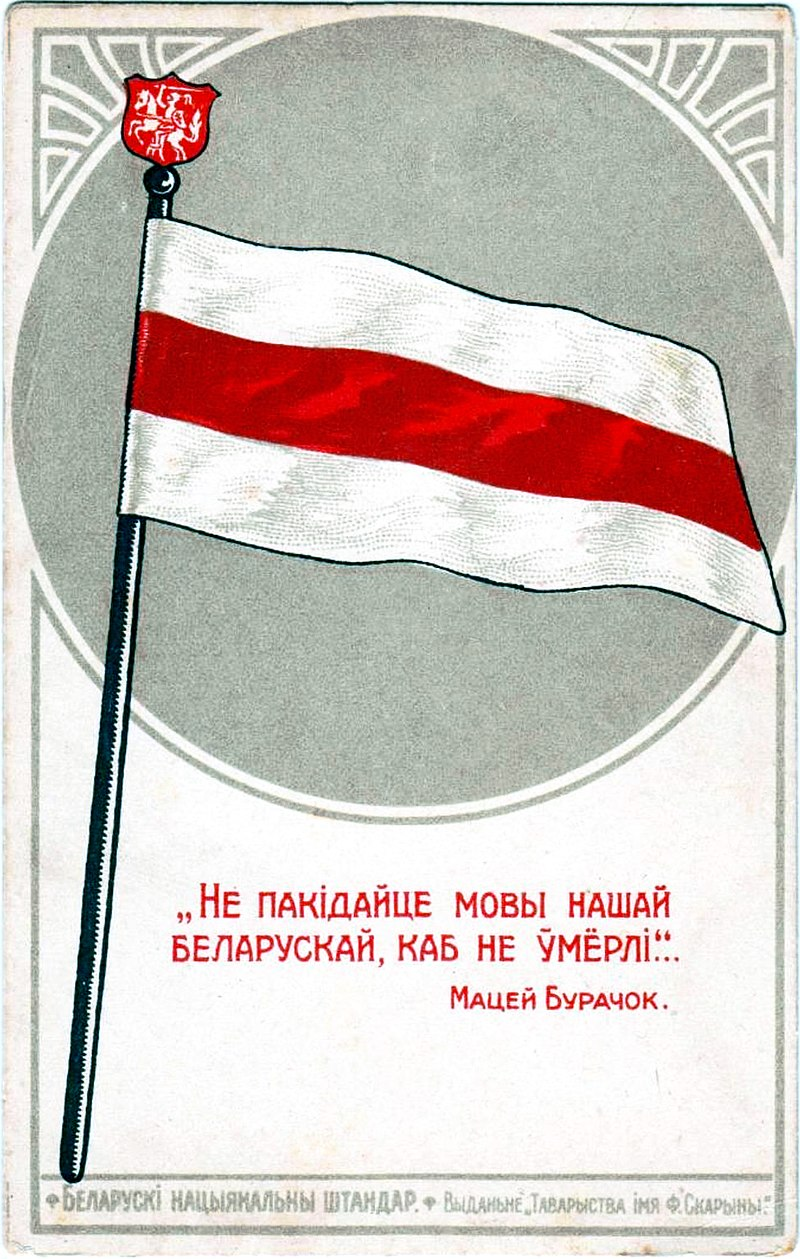 „Не пакідайце мовы нашай
беларускай, каб не ўмёрлі“..
Мацей Бурачок.
Беларускі нацыянальны штандар. Выданьне „Таварыства імя Ф. Скарыны“.